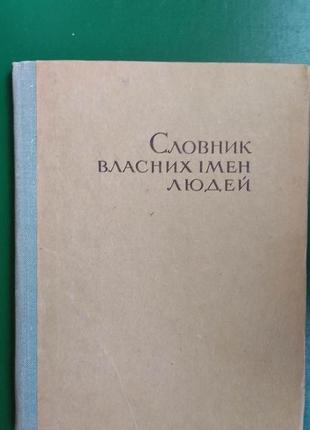 Словник
власних імен
людей